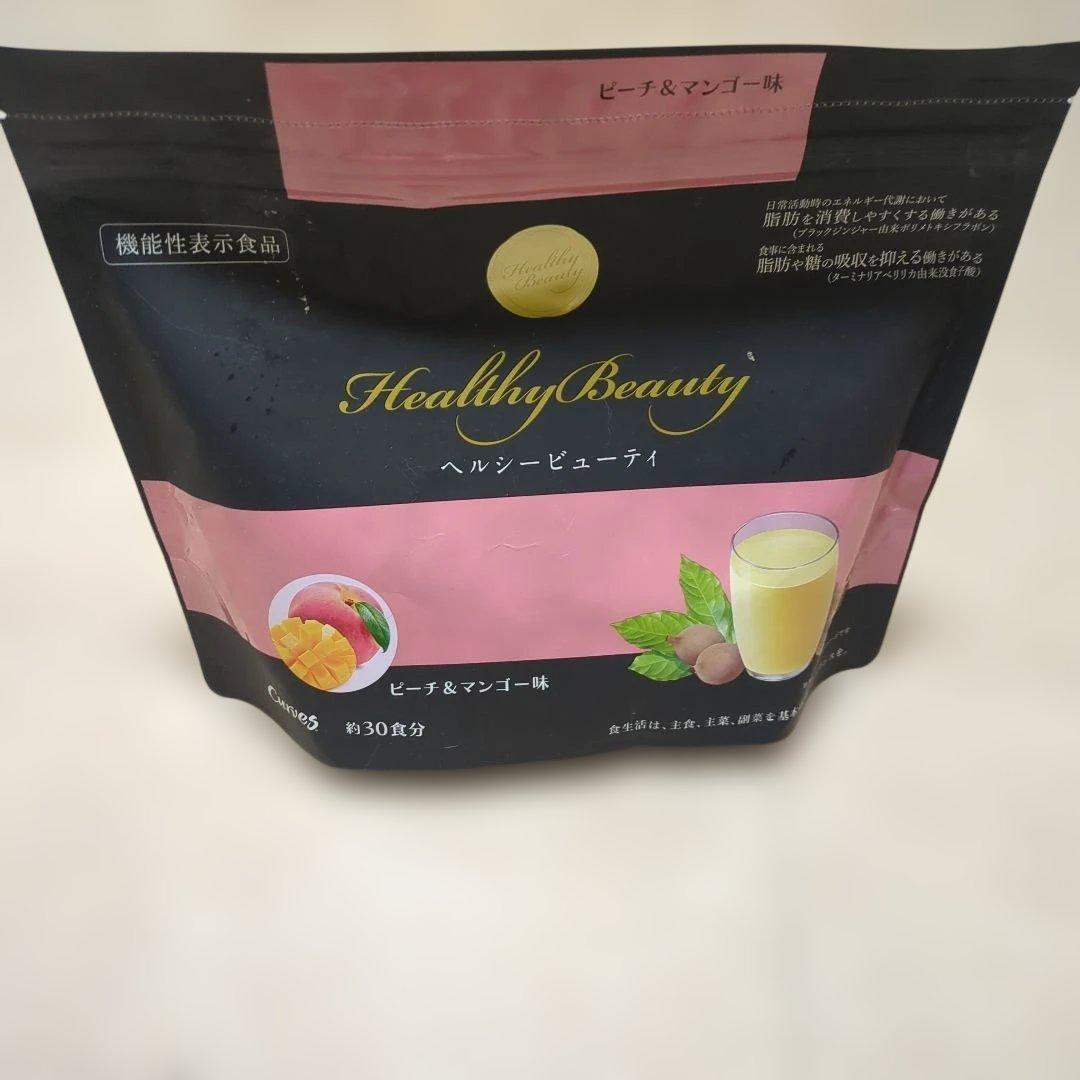 ピーチ&マンゴー味
機能性表示食品
日常活動時のエネルギー代謝において
脂肪を消費しやすくする働きがある
(ブラックジンジャー由来ポリメトキシフラボン)
食事に含まれる
脂肪や糖の吸収を抑える働きがある
(ターミナリアベリリカ由来没食子酸)
Healthy
Beauty
Healthy Beauty
ヘルシービューティ
ピーチ&マンゴー味
Curves
約30食分
食生活は、主食、主菜、副菜を基本